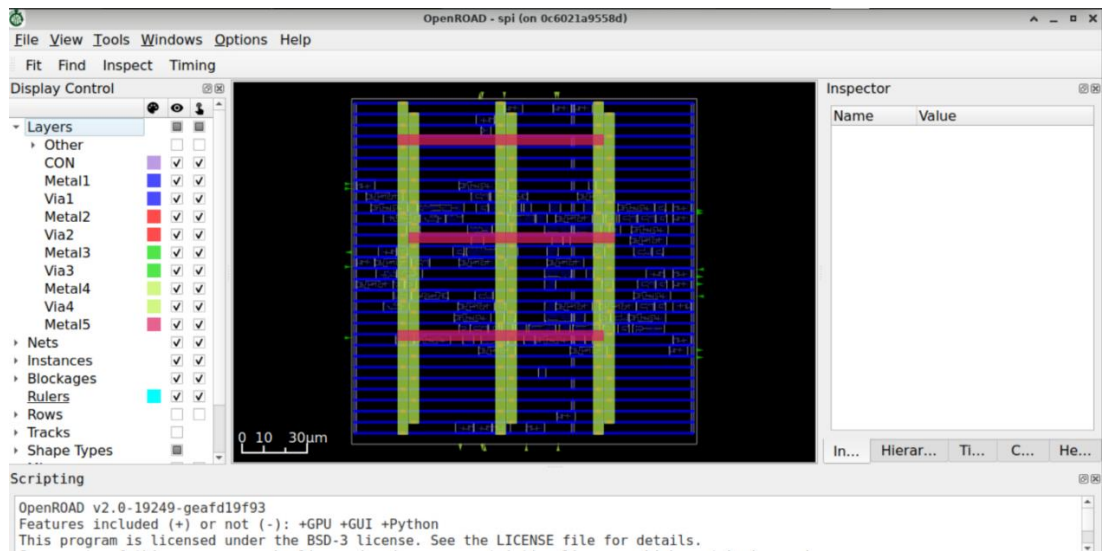 OpenROAD - spi (on 0c6021a9558d)
File View Tools Windows Options Help
Fit Find Inspect Timing
Display Control
Layers
Other
CON
Metal1
Via1
Metal2
Via2
Metal3
Via3
Metal4
Via4
Metal5
Nets
Instances
Blockages
Rulers
Rows
Tracks
Shape Types
0 10 30μm
Inspector
Name Value
In... Hierar... Ti... C... He...
Scripting
OpenROAD v2.0-19249-geafd19f93
Features included (+) or not (-): +GPU +GUI +Python
This program is licensed under the BSD-3 license. See the LICENSE file for details.